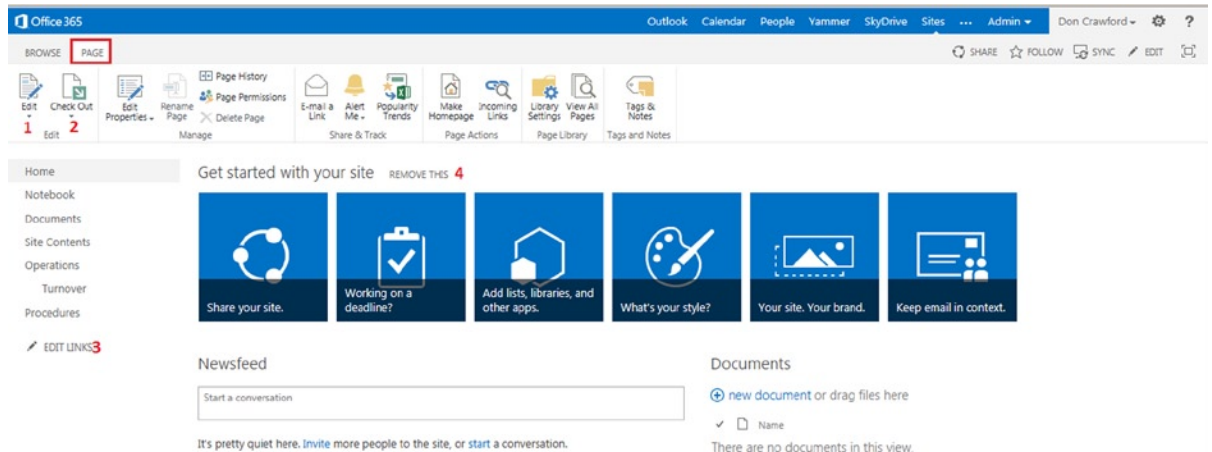 Office 365 Outlook Calendar People Yammer SkyDrive Sites ... Admin Don Crawford ?
BROWSE PAGE SHARE FOLLOW SYNC EDIT
Edit Check Out Edit Properties Rename Page Page History Page Permissions Delete Page E-mail a Link Alert Me Popularity Trends Make Homepage Incoming Links Library Settings View All Pages Tags & Notes
1 2
Edit Manage Share & Track Page Actions Page Library Tags and Notes
Home
Notebook
Documents
Site Contents
Operations
Turnover
Procedures
EDIT LINKS 3
Get started with your site REMOVE THIS 4
Share your site.
Working on a
deadline?
Add lists, libraries, and
other apps.
What's your style?
Your site. Your brand.
Keep email in context.
Newsfeed
Start a conversation
It's pretty quiet here. Invite more people to the site, or start a conversation.
Documents
new document or drag files here
Name
There are no documents in this view.